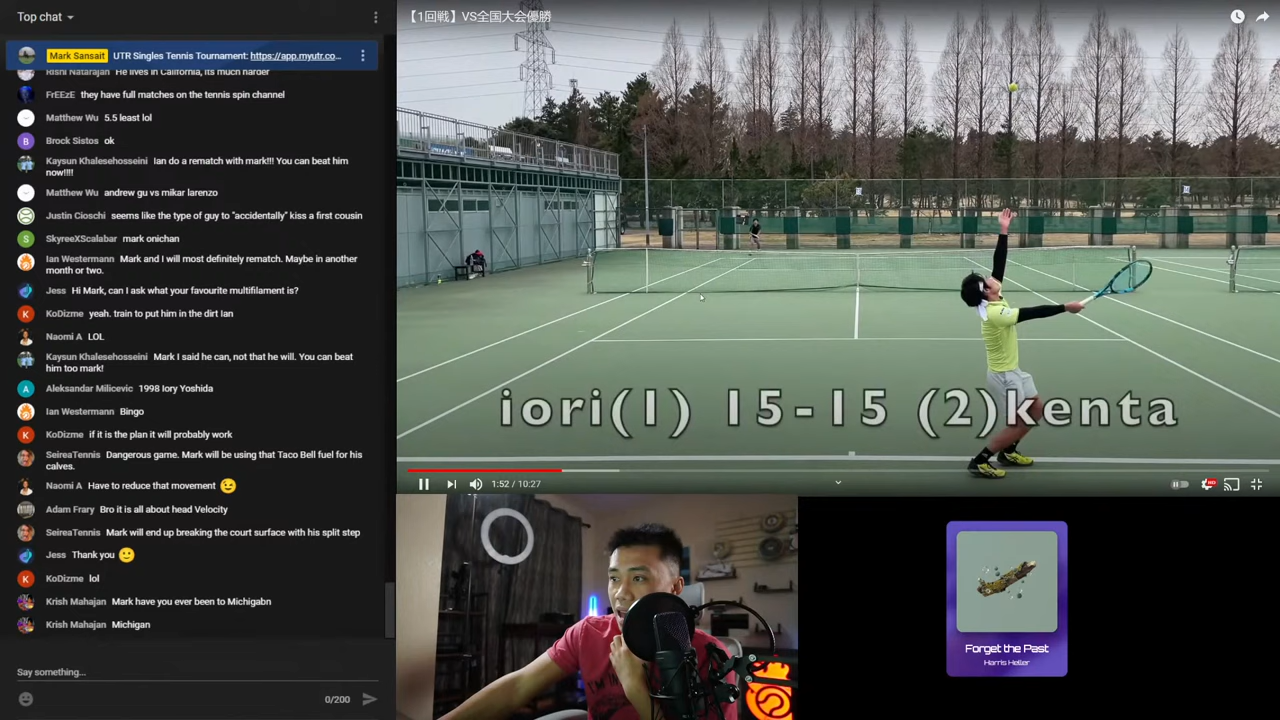 Top chat
Mark Sansait UTR Singles Tennis Tournament: https://app.myutr.co...
Rishi Natarajan He lives in California, its much harder
FrEEzE they have full matches on the tennis spin channel
Matthew Wu 5.5 least lol
Brock Sistos ok
Kaysun Khalesehosseini Ian do a rematch with mark!!! You can beat him
now!!!!
Matthew Wu andrew gu vs mikar larenzo
Justin Cioschi seems like the type of guy to "accidentally" kiss a first cousin
SkyreeXScalabar mark onichan
Ian Westermann Mark and I will most definitely rematch. Maybe in another
month or two.
Jess Hi Mark, can I ask what your favourite multifilament is?
KoDizme yeah. train to put him in the dirt Ian
Naomi A LOL
Kaysun Khalesehosseini Mark I said he can, not that he will. You can beat
him too mark!
Aleksandar Milicevic 1998 Iory Yoshida
Ian Westermann Bingo
KoDizme if it is the plan it will probably work
SeireaTennis Dangerous game. Mark will be using that Taco Bell fuel for his
calves.
Naomi A Have to reduce that movement 😉
Adam Frary Bro it is all about head Velocity
SeireaTennis Mark will end up breaking the court surface with his split step
Jess Thank you 🙂
KoDizme lol
Krish Mahajan Mark have you ever been to Michigabn
Krish Mahajan Michigan
Say something...
0/200
【1回戦】VS全国大会優勝
iori(1) 15-15 (2)kenta
1:52 / 10:27
HD
Forget the Past
Harris Heller